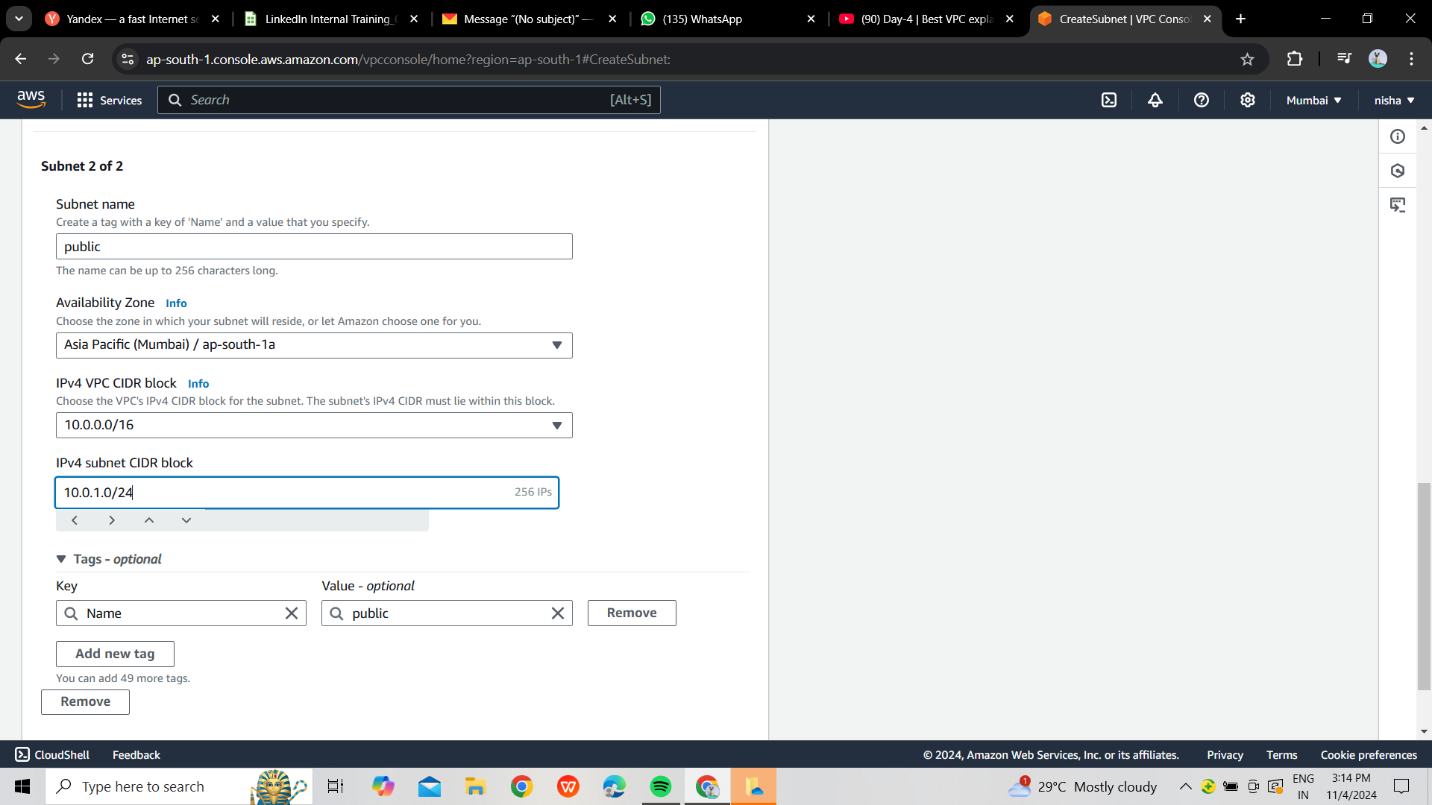 Yandex — a fast Internet se
LinkedIn Internal Training_
Message "(No subject)" —
(135) WhatsApp
(90) Day-4 | Best VPC expla
CreateSubnet | VPC Conso
ap-south-1.console.aws.amazon.com/vpcconsole/home?region=ap-south-1#CreateSubnet:
aws
Services
Search
[Alt+S]
Mumbai
nisha
Subnet 2 of 2
Subnet name
Create a tag with a key of 'Name' and a value that you specify.
public
The name can be up to 256 characters long.
Availability Zone Info
Choose the zone in which your subnet will reside, or let Amazon choose one for you.
Asia Pacific (Mumbai) / ap-south-1a
IPv4 VPC CIDR block Info
Choose the VPC's IPv4 CIDR block for the subnet. The subnet's IPv4 CIDR must lie within this block.
10.0.0.0/16
IPv4 subnet CIDR block
10.0.1.0/24 256 IPs
Tags - optional
Key Value - optional
Name public Remove
Add new tag
You can add 49 more tags.
Remove
CloudShell Feedback © 2024, Amazon Web Services, Inc. or its affiliates. Privacy Terms Cookie preferences
Type here to search
1
29°C Mostly cloudy
ENG
IN
3:14 PM
11/4/2024